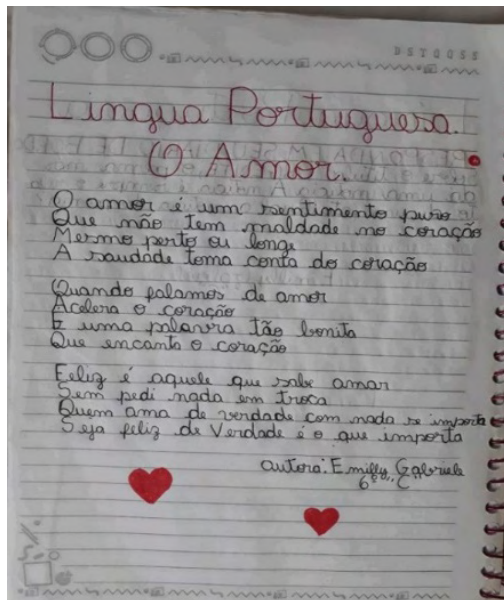 DSTQQSS
Lingua Portuguesa.
O Amor.
O amor é um sentimento puro
Que não tem maldade no coração
Mesmo perto ou longe
A saudade toma conta do coração
Quando falamos de amor
Acelera o coração
É uma palavra tão bonita
Que encanta o coração
Feliz é aquele que sabe amar
Sem pedi nada em troca
Quem ama de verdade com nada se importa
Seja feliz de Verdade é o que importa
autora: Emilly Gabriele
6º "C"